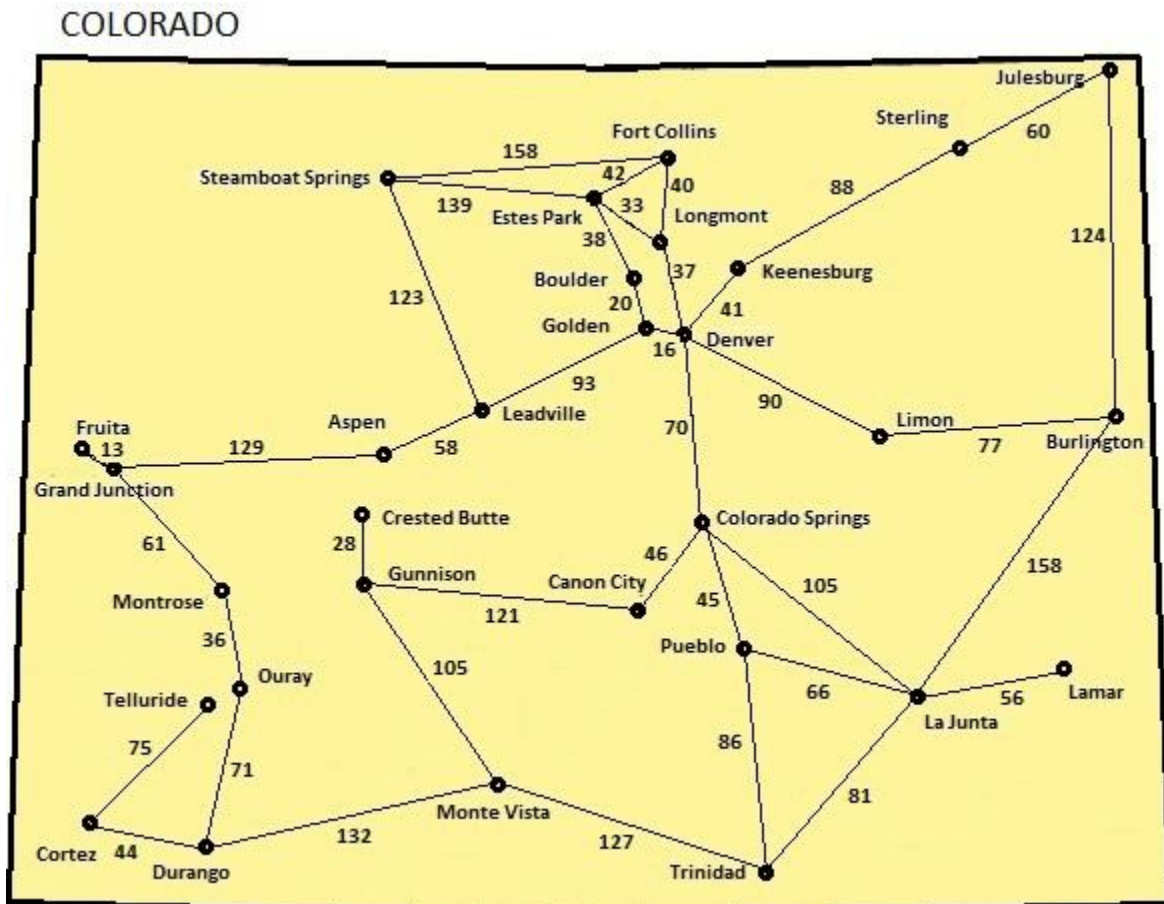 COLORADO
Julesburg
Sterling
60
Fort Collins
158
42
40
88
Steamboat Springs
139
33
Estes Park
Longmont
38
124
37
Keenesburg
Boulder
123
20
41
Golden
Denver
16
93
90
Leadville
Aspen
70
Limon
Fruita
13
129
58
77
Burlington
Grand Junction
Crested Butte
Colorado Springs
28
61
46
Gunnison
Canon City
158
105
Montrose
121
45
36
Pueblo
105
Ouray
Telluride
66
56
Lamar
La Junta
75
86
71
81
Monte Vista
132
127
Cortez
44
Durango
Trinidad